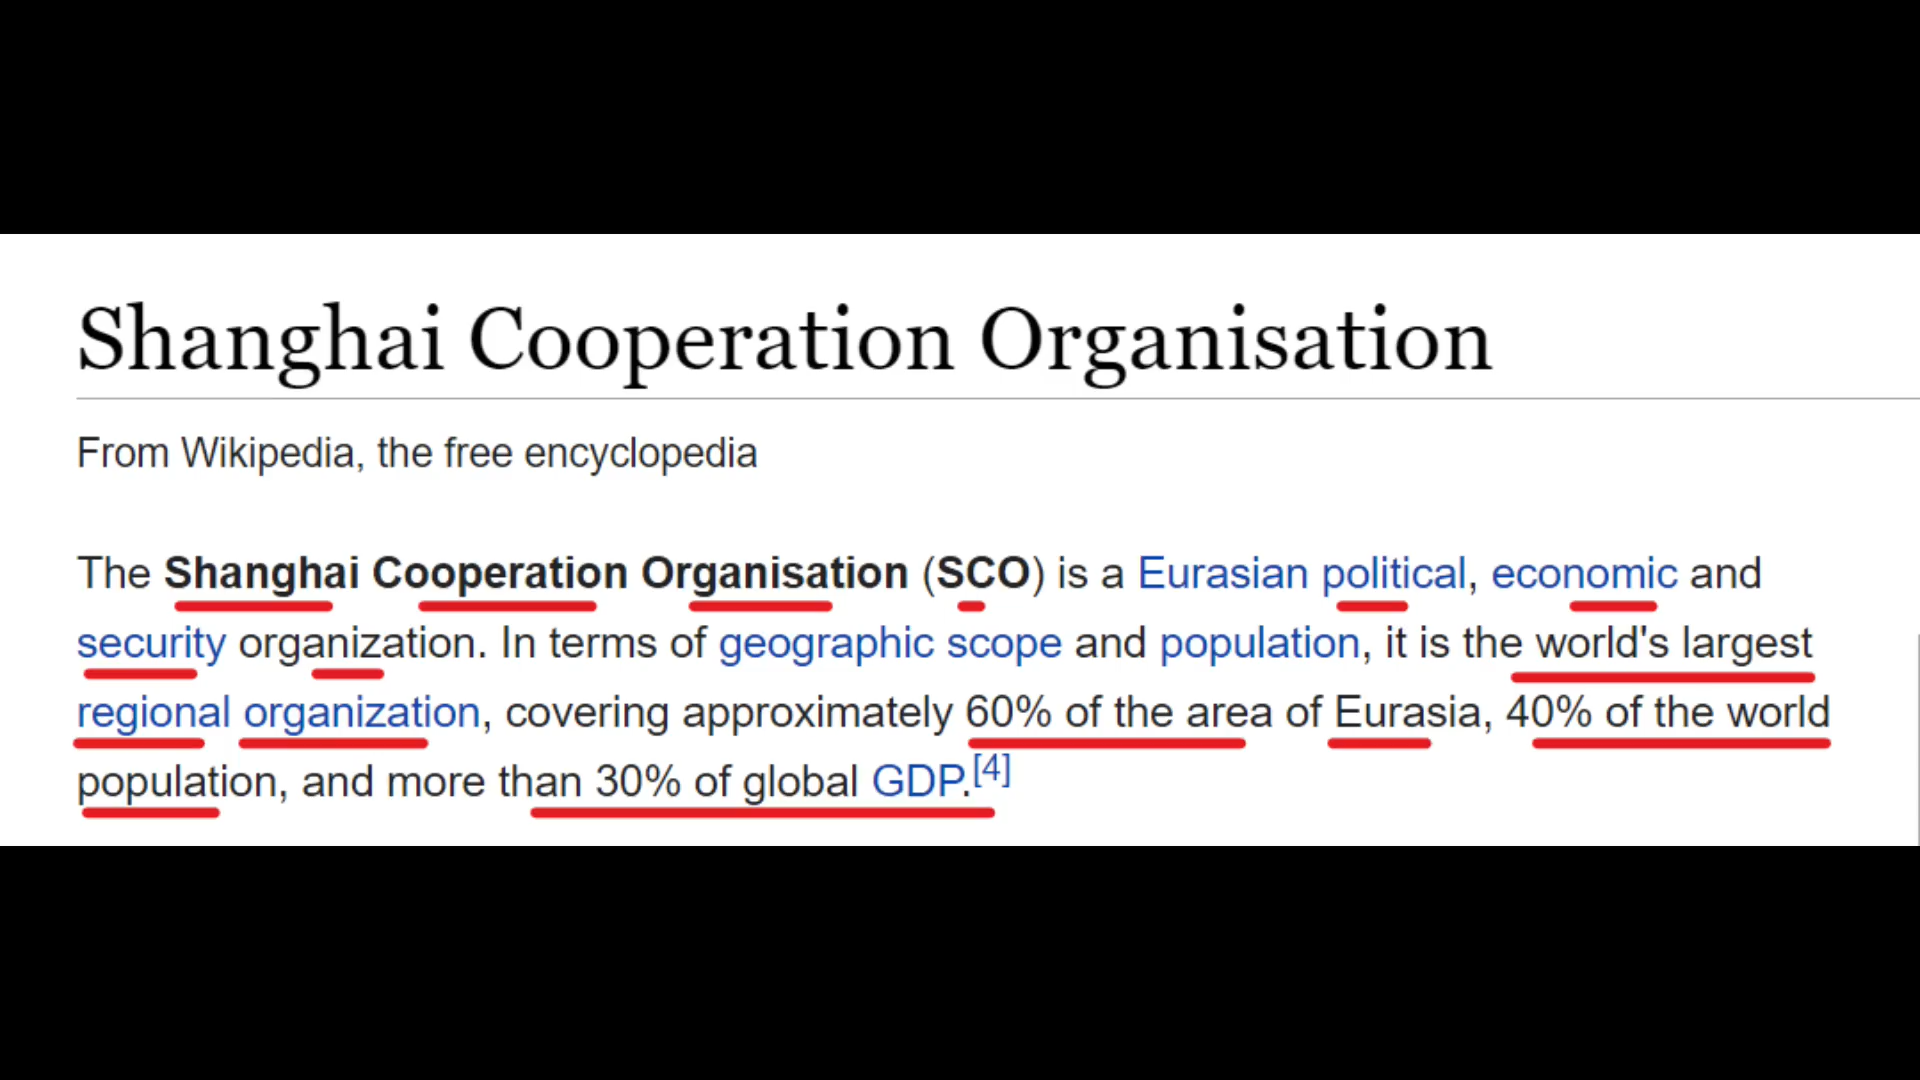 Shanghai Cooperation Organisation
From Wikipedia, the free encyclopedia
The Shanghai Cooperation Organisation (SCO) is a Eurasian political, economic and
security organization. In terms of geographic scope and population, it is the world's largest
regional organization, covering approximately 60% of the area of Eurasia, 40% of the world
population, and more than 30% of global GDP.[4]